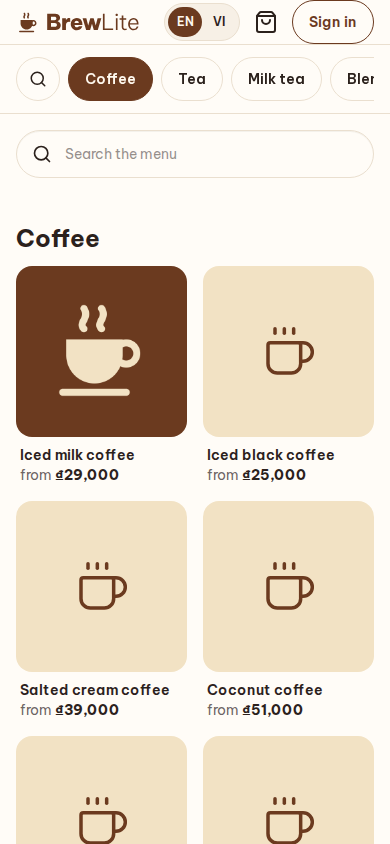 BrewLite
EN VI
Sign in
Coffee Tea Milk tea
Search the menu
Coffee
Iced milk coffee
from ₫29,000
Iced black coffee
from ₫25,000
Salted cream coffee
from ₫39,000
Coconut coffee
from ₫51,000